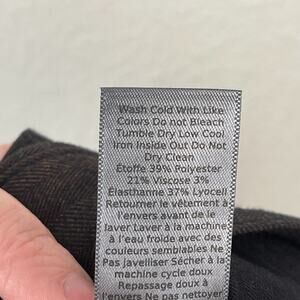 Wash Cold With Like
Colors Do not Bleach
Tumble Dry Low Cool
Iron Inside Out Do Not
Dry Clean
Étoffe 39% Polyester
21% Viscose 3%
Élasthanne 37% Lyocell
Retourner le vêtement à
l'envers avant de le
laver Laver à la machine
à l'eau froide avec des
couleurs semblables Ne
Pas javelliser Sécher à la
machine cycle doux
Repassage doux à
l'envers Ne pas nettoyer